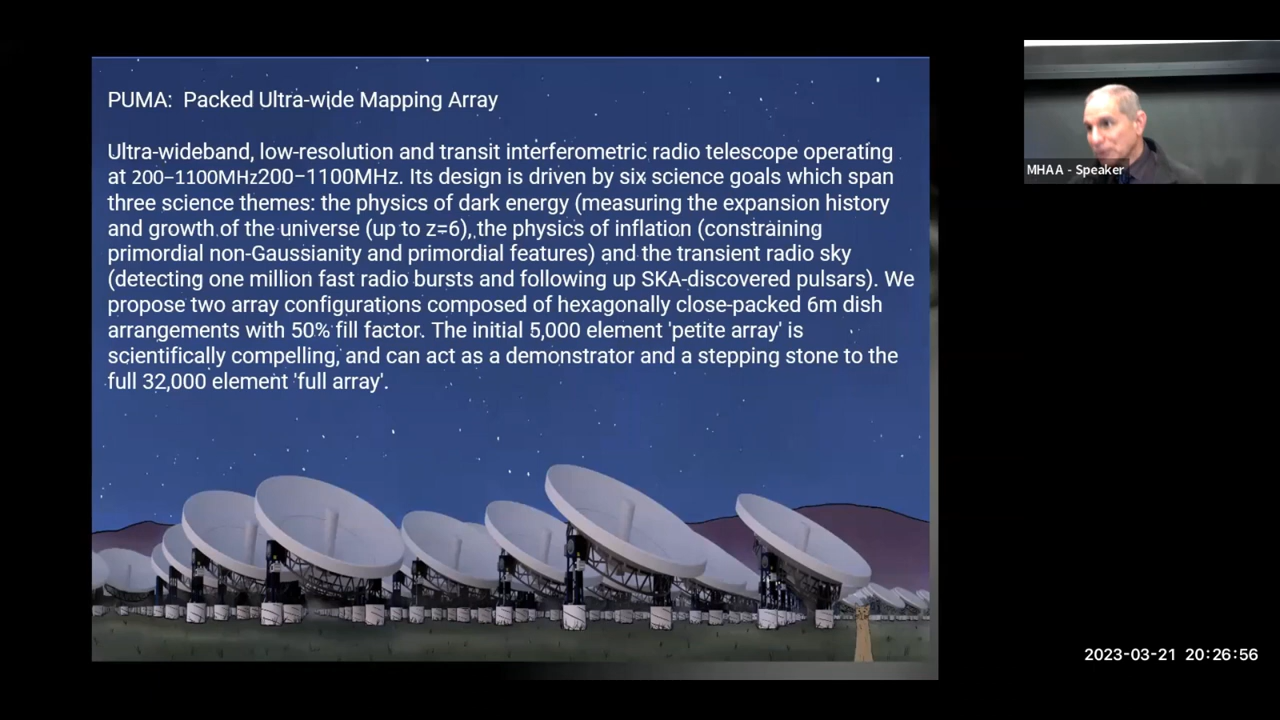 PUMA: Packed Ultra-wide Mapping Array
Ultra-wideband, low-resolution and transit interferometric radio telescope operating
at 200−1100MHz200−1100MHz. Its design is driven by six science goals which span
three science themes: the physics of dark energy (measuring the expansion history
and growth of the universe (up to z=6), the physics of inflation (constraining
primordial non-Gaussianity and primordial features) and the transient radio sky
(detecting one million fast radio bursts and following up SKA-discovered pulsars). We
propose two array configurations composed of hexagonally close-packed 6m dish
arrangements with 50% fill factor. The initial 5,000 element 'petite array' is
scientifically compelling, and can act as a demonstrator and a stepping stone to the
full 32,000 element 'full array'.
MHAA - Speaker
2023-03-21 20:26:56